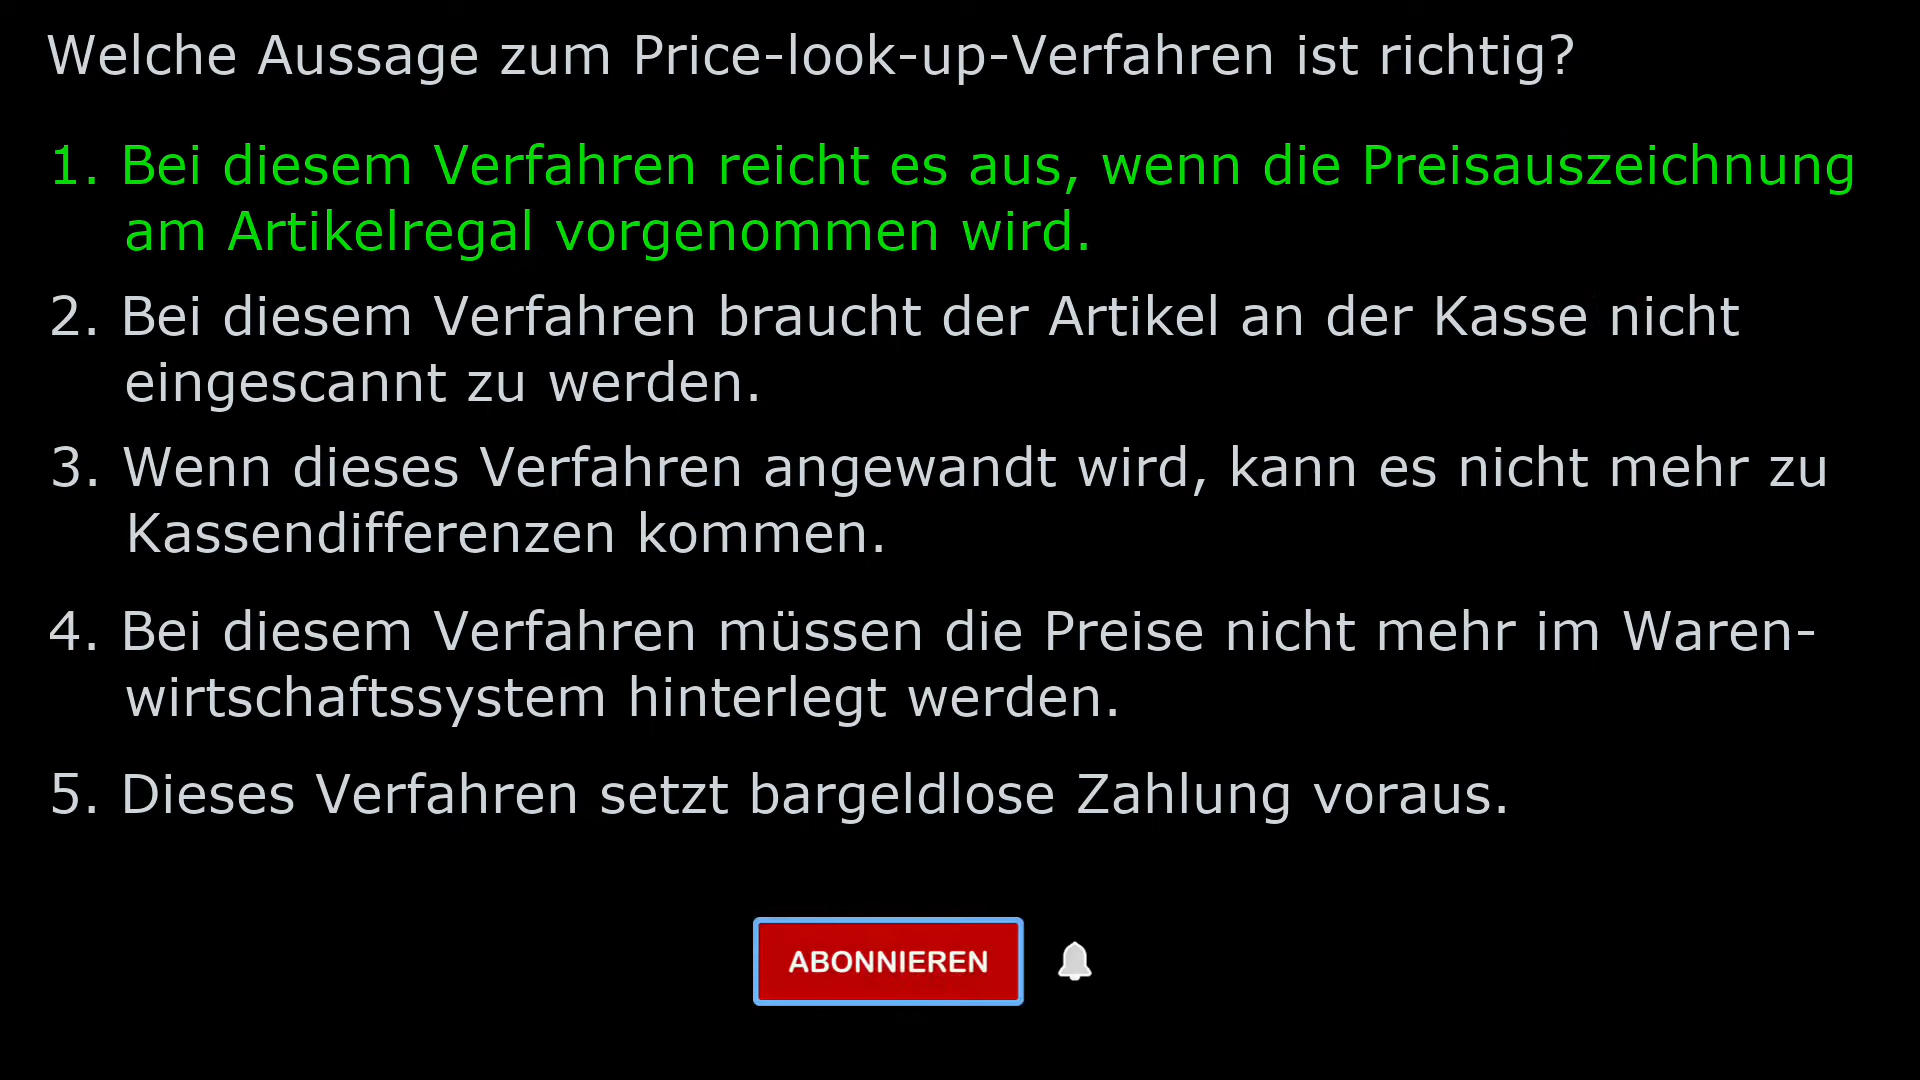 Welche Aussage zum Price-look-up-Verfahren ist richtig?
1. Bei diesem Verfahren reicht es aus, wenn die Preisauszeichnung
am Artikelregal vorgenommen wird.
2. Bei diesem Verfahren braucht der Artikel an der Kasse nicht
eingescannt zu werden.
3. Wenn dieses Verfahren angewandt wird, kann es nicht mehr zu
Kassendifferenzen kommen.
4. Bei diesem Verfahren müssen die Preise nicht mehr im Waren-
wirtschaftssystem hinterlegt werden.
5. Dieses Verfahren setzt bargeldlose Zahlung voraus.
ABONNIEREN